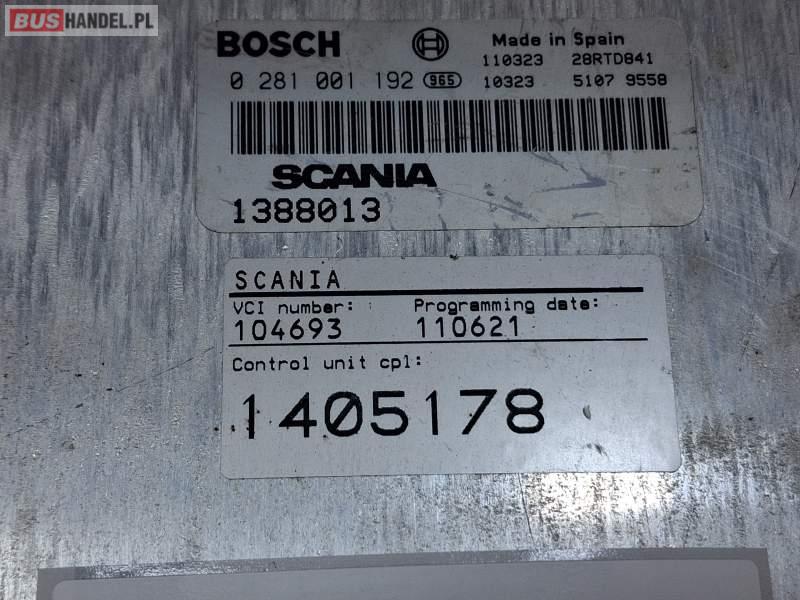 BUSHANDEL.PL
BOSCH
Made in Spain
110323 28RTD841
0 281 001 192 965 10323 5107 9558
SCANIA
1388013
SCANIA
VCI number: Programming date:
104693 110621
Control unit cpl:
1405178